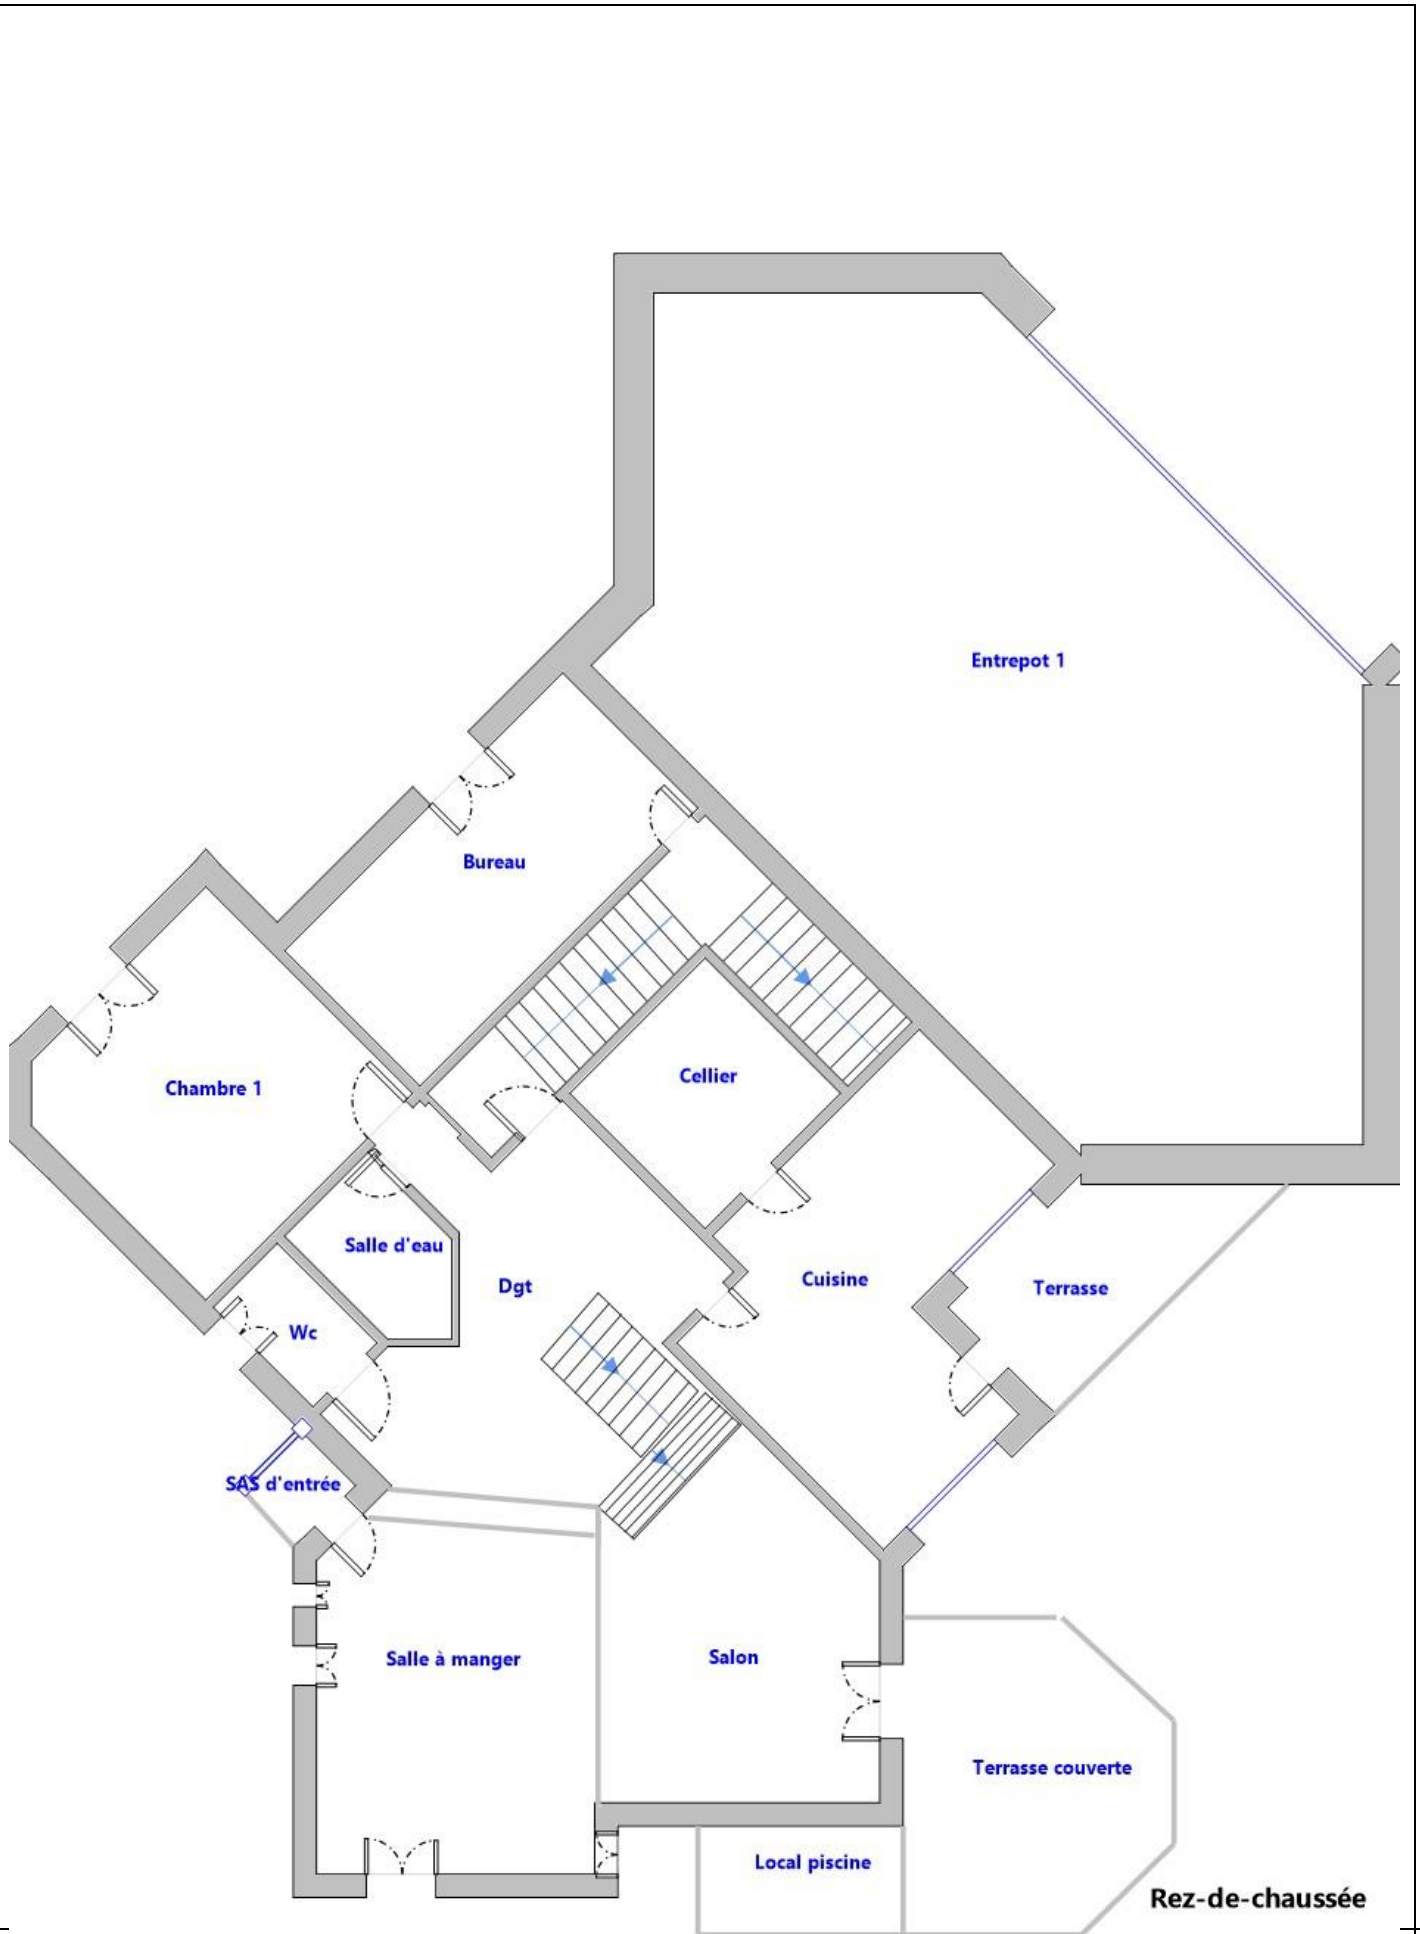 Entrepot 1
Bureau
Cellier
Chambre 1
Salle d'eau
Dgt
Cuisine
Terrasse
Wc
SAS d'entrée
Salle à manger
Salon
Terrasse couverte
Local piscine
Rez-de-chaussée